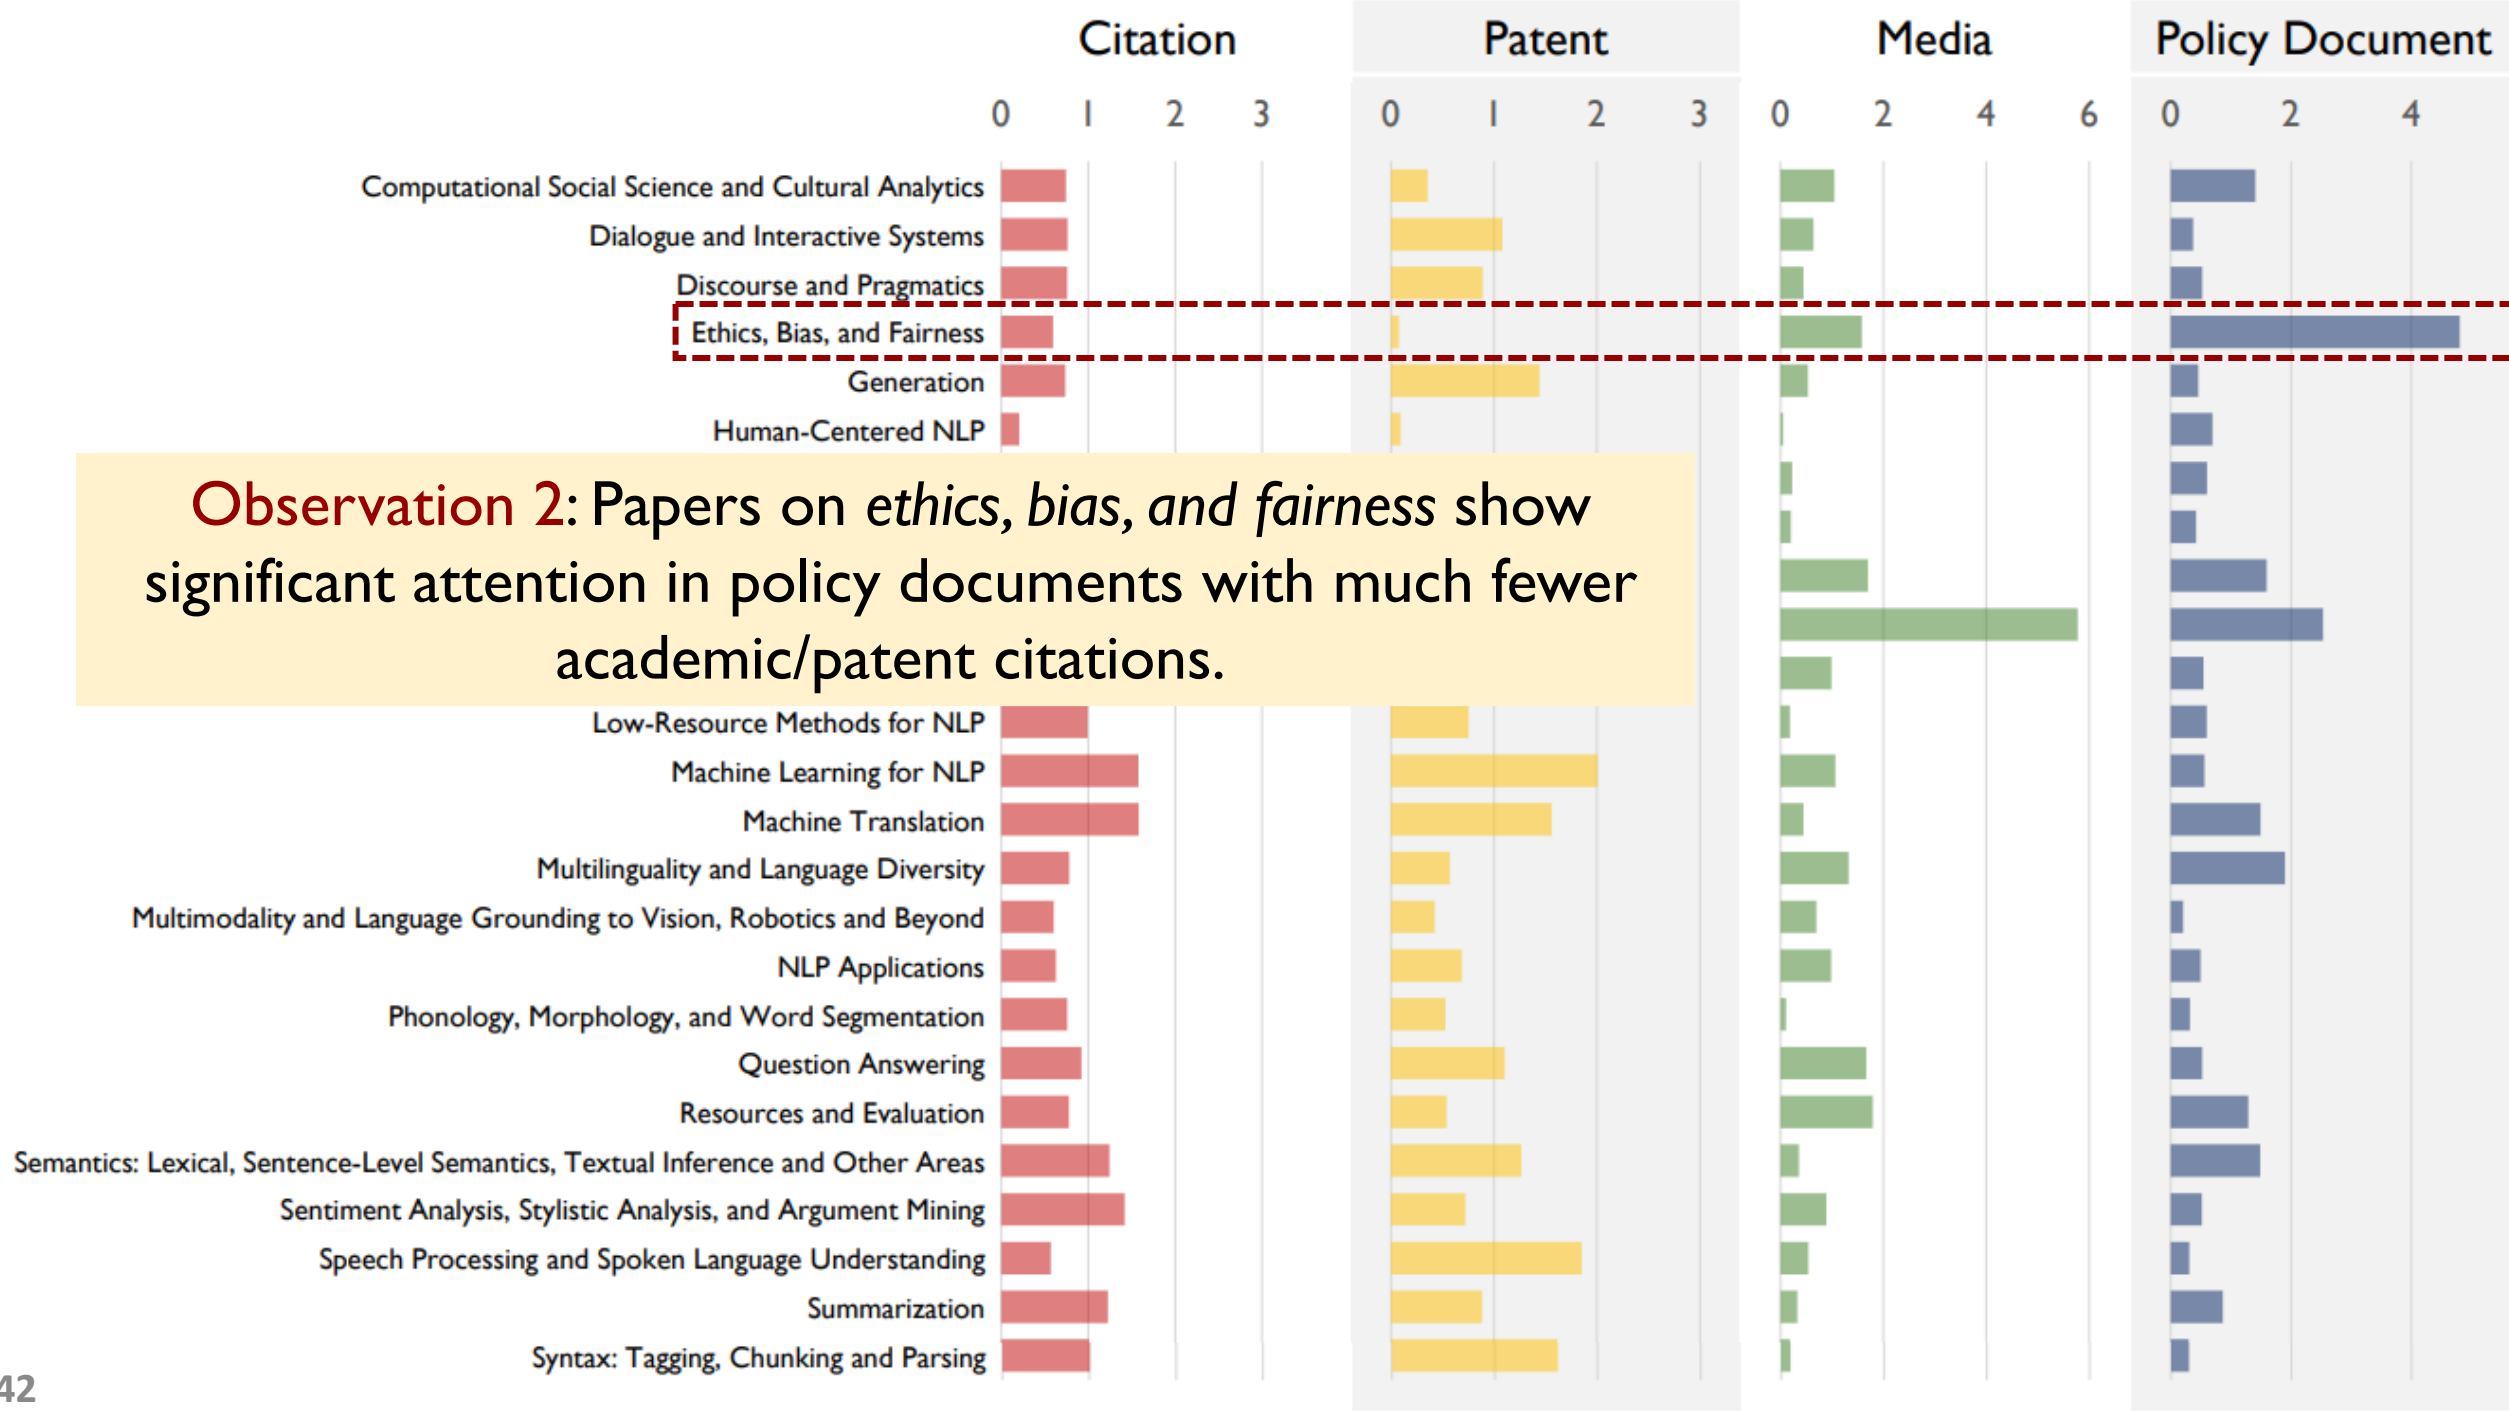 Citation Patent Media Policy Document
0 1 2 3 0 1 2 3 0 2 4 6 0 2 4
Computational Social Science and Cultural Analytics
Dialogue and Interactive Systems
Discourse and Pragmatics
Ethics, Bias, and Fairness
Generation
Human-Centered NLP
Observation 2: Papers on ethics, bias, and fairness show
significant attention in policy documents with much fewer
academic/patent citations.
Low-Resource Methods for NLP
Machine Learning for NLP
Machine Translation
Multilinguality and Language Diversity
Multimodality and Language Grounding to Vision, Robotics and Beyond
NLP Applications
Phonology, Morphology, and Word Segmentation
Question Answering
Resources and Evaluation
Semantics: Lexical, Sentence-Level Semantics, Textual Inference and Other Areas
Sentiment Analysis, Stylistic Analysis, and Argument Mining
Speech Processing and Spoken Language Understanding
Summarization
Syntax: Tagging, Chunking and Parsing
42